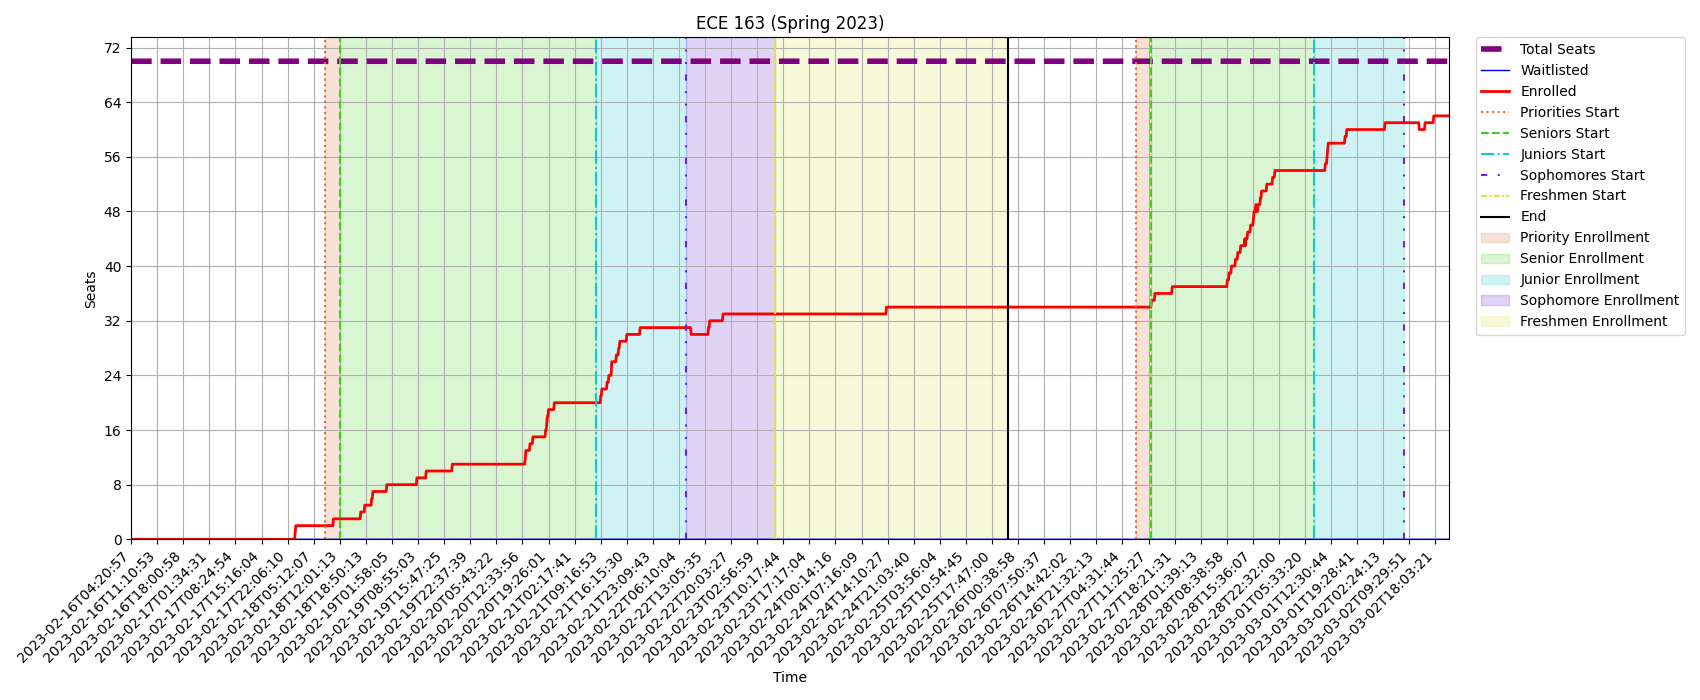 ECE 163 (Spring 2023)
72
64
56
48
40
32
24
16
8
0
Seats
2023-02-16T04:20:57
2023-02-16T11:10:53
2023-02-16T18:00:58
2023-02-17T01:34:31
2023-02-17T08:24:54
2023-02-17T15:16:04
2023-02-17T22:06:10
2023-02-18T05:12:07
2023-02-18T12:01:13
2023-02-18T18:50:13
2023-02-19T01:58:05
2023-02-19T08:55:03
2023-02-19T15:47:25
2023-02-19T22:37:39
2023-02-20T05:43:22
2023-02-20T12:33:56
2023-02-20T19:26:01
2023-02-21T02:17:41
2023-02-21T09:16:53
2023-02-21T16:15:30
2023-02-21T23:09:43
2023-02-22T06:10:04
2023-02-22T13:05:35
2023-02-22T20:03:27
2023-02-23T02:56:59
2023-02-23T10:17:44
2023-02-23T17:17:04
2023-02-24T00:14:16
2023-02-24T07:16:09
2023-02-24T14:10:27
2023-02-24T21:03:40
2023-02-25T03:56:04
2023-02-25T10:54:45
2023-02-25T17:47:00
2023-02-26T00:38:58
2023-02-26T07:50:37
2023-02-26T14:42:02
2023-02-26T21:32:13
2023-02-27T04:31:44
2023-02-27T11:25:27
2023-02-27T18:21:31
2023-02-28T01:39:13
2023-02-28T08:38:58
2023-02-28T15:36:07
2023-02-28T22:32:00
2023-03-01T05:33:20
2023-03-01T12:30:44
2023-03-01T19:28:41
2023-03-02T02:24:13
2023-03-02T09:29:51
2023-03-02T18:03:21
Time
Total Seats
Waitlisted
Enrolled
Priorities Start
Seniors Start
Juniors Start
Sophomores Start
Freshmen Start
End
Priority Enrollment
Senior Enrollment
Junior Enrollment
Sophomore Enrollment
Freshmen Enrollment